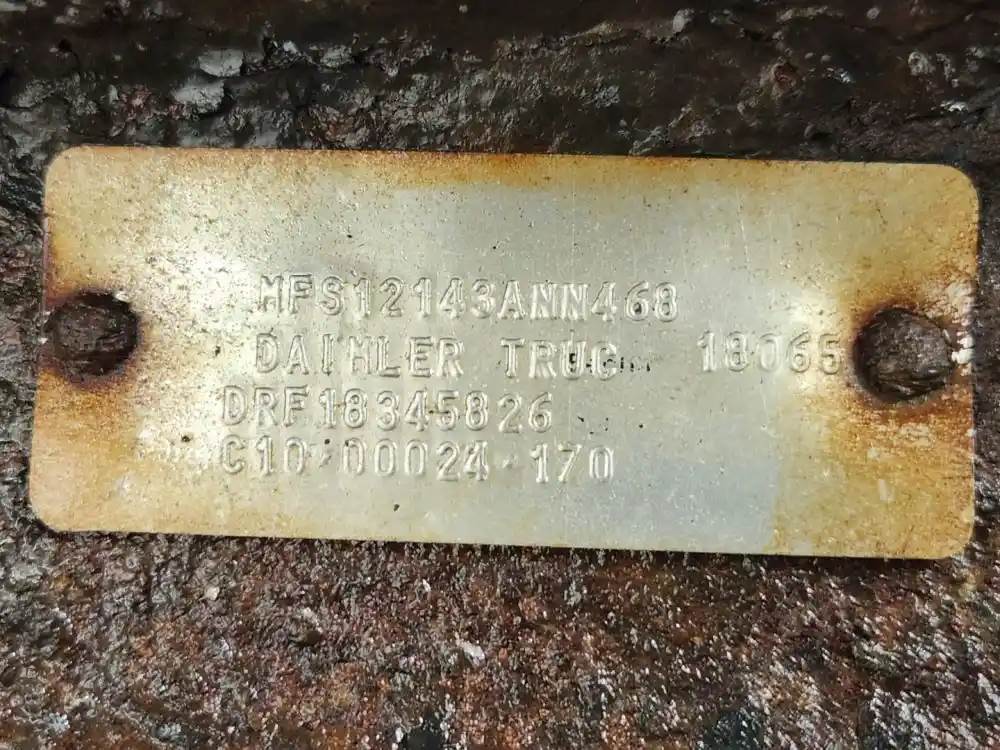 MFS12143ANN468
DAIMLER TRUC 18065
DRF18345826
C10-00024-170